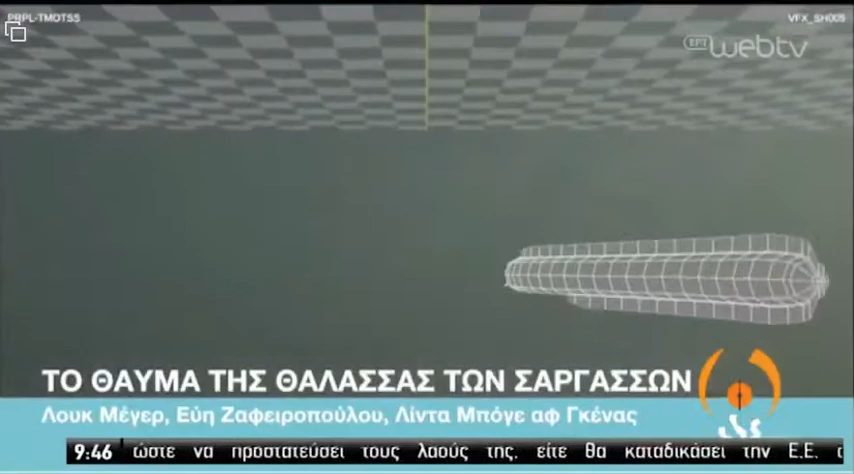 PRPL-TMOTSS
VFX_SH005
ΕΡΤ webtv
ΤΟ ΘΑΥΜΑ ΤΗΣ ΘΑΛΑΣΣΑΣ ΤΩΝ ΣΑΡΓΑΣΣΩΝ
Λουκ Μέγερ, Εύη Ζαφειροπούλου, Λίντα Μπόγε αφ Γκένας
9:46 ώστε να προστατεύσει τους λαούς της, είτε θα καταδικάσει την Ε.Ε.